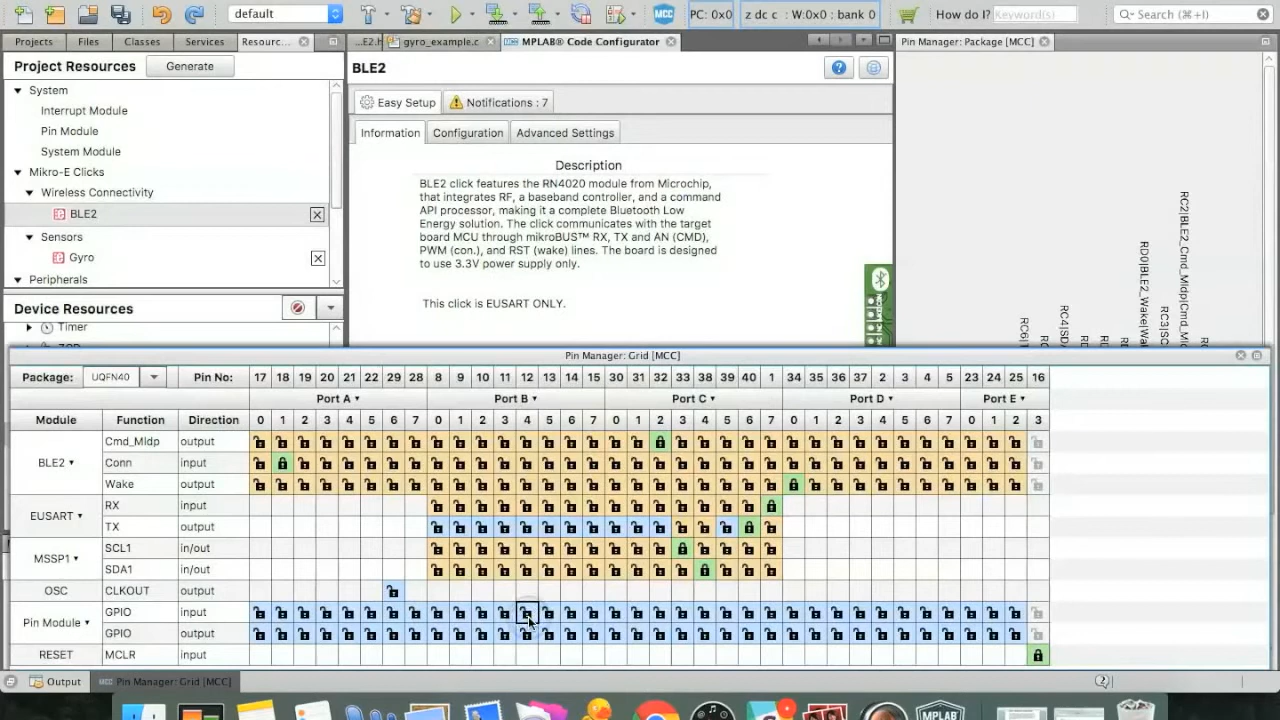 default
PC: 0x0
z dc c : W:0x0 : bank 0
How do I?
Keyword(s)
Search (⌘+I)
Projects
Files
Classes
Services
Resourc...
...E2.H
gyro_example.c
MPLAB® Code Configurator
Pin Manager: Package [MCC]
Project Resources
Generate
System
Interrupt Module
Pin Module
System Module
Mikro-E Clicks
Wireless Connectivity
BLE2
Sensors
Gyro
Peripherals
Device Resources
Timer
BLE2
Easy Setup
Notifications : 7
Information
Configuration
Advanced Settings
Description
BLE2 click features the RN4020 module from Microchip,
that integrates RF, a baseband controller, and a command
API processor, making it a complete Bluetooth Low
Energy solution. The click communicates with the target
board MCU through mikroBUS™ RX, TX and AN (CMD),
PWM (con.), and RST (wake) lines. The board is designed
to use 3.3V power supply only.
This click is EUSART ONLY.
Pin Manager: Grid [MCC]
Package: UQFN40 Pin No: 17 18 19 20 21 22 29 28 8 9 10 11 12 13 14 15 30 31 32 33 38 39 40 1 34 35 36 37 2 3 4 5 23 24 25 16
Port A Port B Port C Port D Port E
Module Function Direction 0 1 2 3 4 5 6 7 0 1 2 3 4 5 6 7 0 1 2 3 4 5 6 7 0 1 2 3 4 5 6 7 0 1 2 3
BLE2
Cmd_Mldp output
Conn input
Wake output
EUSART
RX input
TX output
MSSP1
SCL1 in/out
SDA1 in/out
OSC CLKOUT output
Pin Module
GPIO input
GPIO output
RESET MCLR input
Output
MCC Pin Manager: Grid [MCC]
MCC
MPLAB